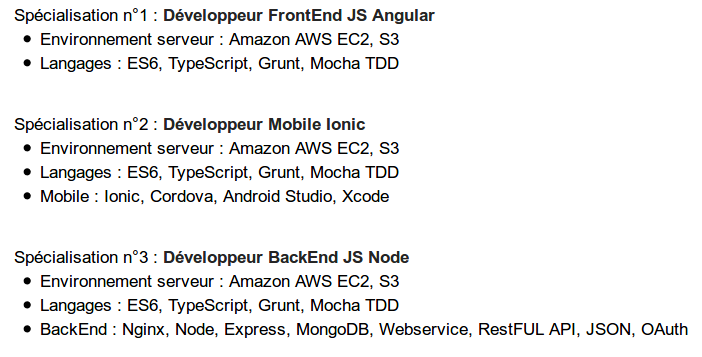 Spécialisation n°1 : Développeur FrontEnd JS Angular
• Environnement serveur : Amazon AWS EC2, S3
• Langages : ES6, TypeScript, Grunt, Mocha TDD
Spécialisation n°2 : Développeur Mobile Ionic
• Environnement serveur : Amazon AWS EC2, S3
• Langages : ES6, TypeScript, Grunt, Mocha TDD
• Mobile : Ionic, Cordova, Android Studio, Xcode
Spécialisation n°3 : Développeur BackEnd JS Node
• Environnement serveur : Amazon AWS EC2, S3
• Langages : ES6, TypeScript, Grunt, Mocha TDD
• BackEnd : Nginx, Node, Express, MongoDB, Webservice, RestFUL API, JSON, OAuth